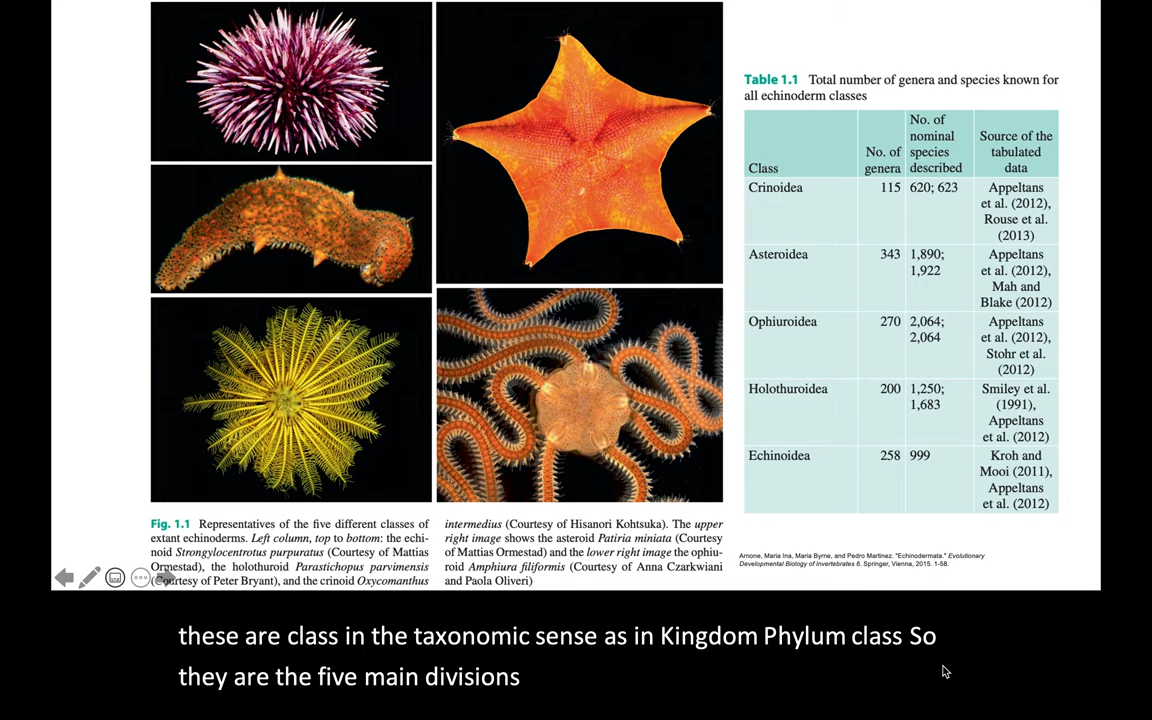 Table 1.1 Total number of genera and species known for
all echinoderm classes
Class
No. of
genera
No. of
nominal
species
described
Source of the
tabulated
data
Crinoidea 115 620; 623 Appeltans
et al. (2012),
Rouse et al.
(2013)
Asteroidea 343 1,890; Appeltans
1,922 et al. (2012),
Mah and
Blake (2012)
Ophiuroidea 270 2,064; Appeltans
2,064 et al. (2012),
Stohr et al.
(2012)
Holothuroidea 200 1,250; Smiley et al.
1,683 (1991),
Appeltans
et al. (2012)
Echinoidea 258 999 Kroh and
Mooi (2011),
Appeltans
et al. (2012)
Fig. 1.1 Representatives of the five different classes of
extant echinoderms. Left column, top to bottom: the echi-
noid Strongylocentrotus purpuratus (Courtesy of Mattias
Ormestad), the holothuroid Parastichopus parvimensis
(Courtesy of Peter Bryant), and the crinoid Oxycomanthus
intermedius (Courtesy of Hisanori Kohtsuka). The upper
right image shows the asteroid Patiria miniata (Courtesy
of Mattias Ormestad) and the lower right image the ophiu-
roid Amphiura filiformis (Courtesy of Anna Czarkwiani
and Paola Oliveri)
Arnone, Maria Ina, Maria Byrne, and Pedro Martinez. "Echinodermata." Evolutionary
Developmental Biology of Invertebrates 6. Springer, Vienna, 2015. 1-58.
these are class in the taxonomic sense as in Kingdom Phylum class So
they are the five main divisions